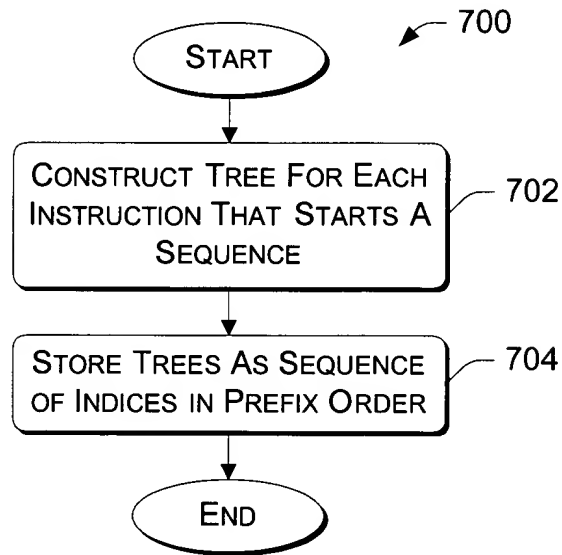 START
700
CONSTRUCT TREE FOR EACH
INSTRUCTION THAT STARTS A
SEQUENCE
702
STORE TREES AS SEQUENCE
OF INDICES IN PREFIX ORDER
704
END